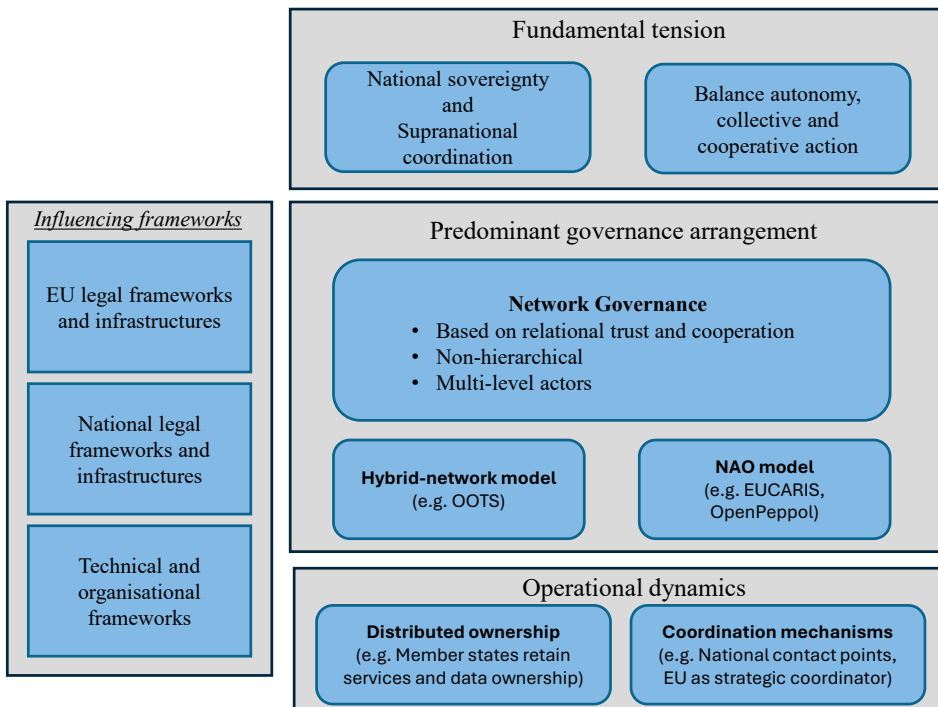 Fundamental tension
National sovereignty
and
Supranational
coordination
Balance autonomy,
collective and
cooperative action
Influencing frameworks
EU legal frameworks
and infrastructures
National legal
frameworks and
infrastructures
Technical and
organisational
frameworks
Predominant governance arrangement
Network Governance
• Based on relational trust and cooperation
• Non-hierarchical
• Multi-level actors
Hybrid-network model
(e.g. OOTS)
NAO model
(e.g. EUCARIS,
OpenPeppol)
Operational dynamics
Distributed ownership
(e.g. Member states retain
services and data ownership)
Coordination mechanisms
(e.g. National contact points,
EU as strategic coordinator)